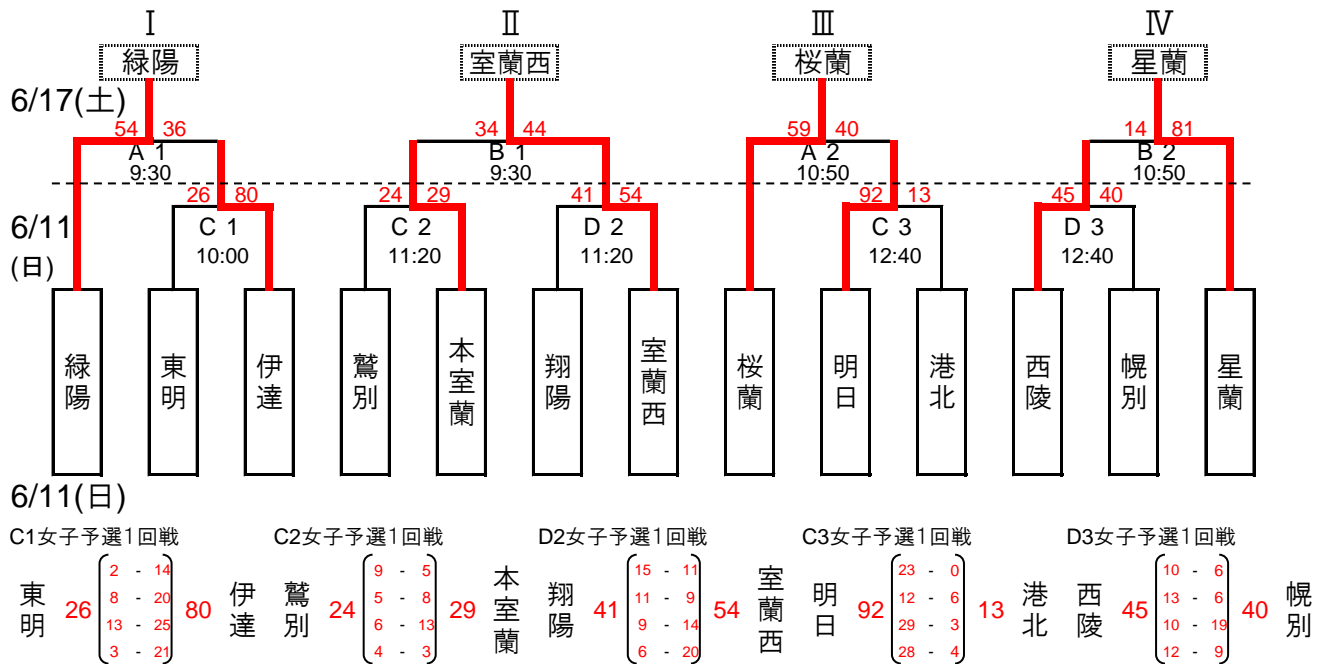 Ⅰ Ⅱ Ⅲ Ⅳ
緑陽 室蘭西 桜蘭 星蘭
6/17(土)
54 36 34 44 59 40 14 81
A 1 B 1 A 2 B 2
9:30 9:30 10:50 10:50
26 80 24 29 41 54 92 13 45 40
6/11
(日)
C 1 C 2 D 2 C 3 D 3
10:00 11:20 11:20 12:40 12:40
緑陽 東明 伊達 鷲別 本室蘭 翔陽 室蘭西 桜蘭 明日 港北 西陵 幌別 星蘭
6/11(日)
C1女子予選1回戦 C2女子予選1回戦 D2女子予選1回戦 C3女子予選1回戦 D3女子予選1回戦
東明 26
2 - 14
8 - 20
13 - 25
3 - 21
80 伊達
鷲別 24
9 - 5
5 - 8
6 - 13
4 - 3
29 本室蘭
翔陽 41
15 - 11
11 - 9
9 - 14
6 - 20
54 室蘭西
明日 92
23 - 0
12 - 6
29 - 3
28 - 4
13 港北
西陵 45
10 - 6
13 - 6
10 - 19
12 - 9
40 幌別